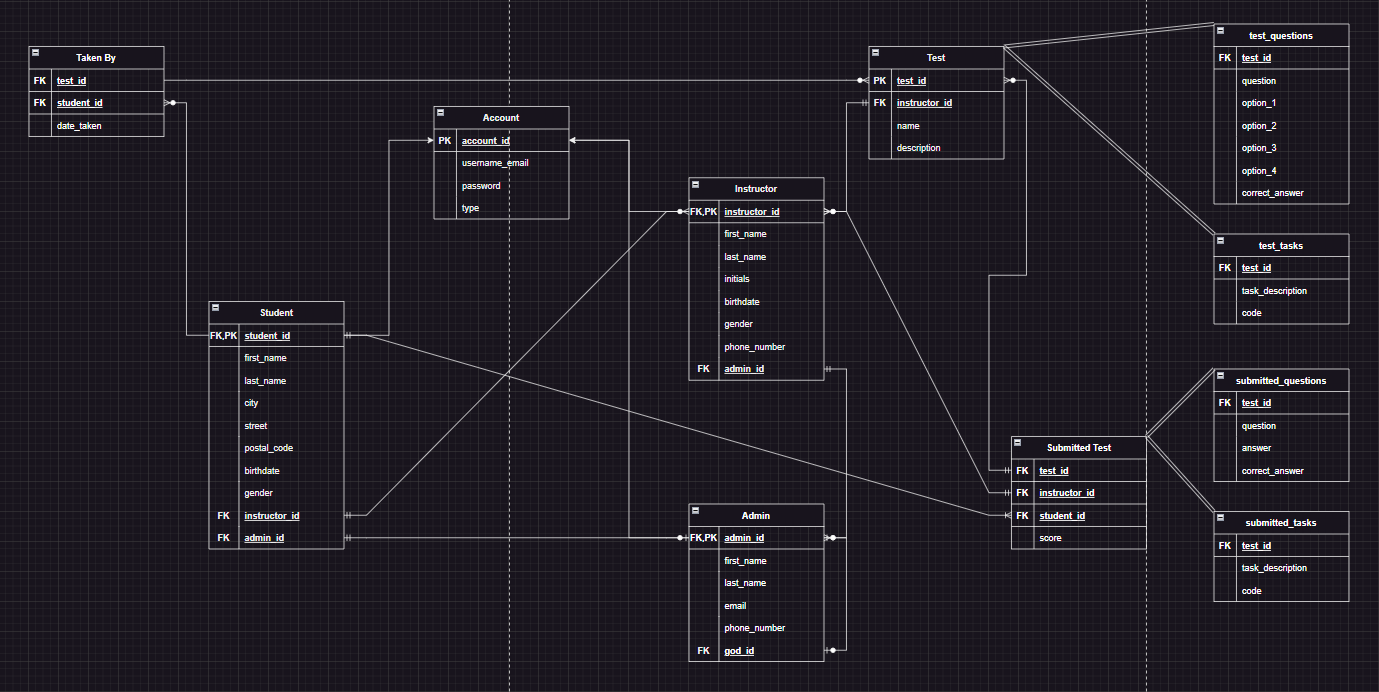 Taken By
FK test_id
FK student_id
date_taken
Account
PK account_id
username_email
password
type
Student
FK,PK student_id
first_name
last_name
city
street
postal_code
birthdate
gender
FK instructor_id
FK admin_id
Instructor
FK,PK instructor_id
first_name
last_name
initials
birthdate
gender
phone_number
FK admin_id
Admin
FK,PK admin_id
first_name
last_name
email
phone_number
FK god_id
Test
PK test_id
FK instructor_id
name
description
Submitted Test
FK test_id
FK instructor_id
FK student_id
score
test_questions
FK test_id
question
option_1
option_2
option_3
option_4
correct_answer
test_tasks
FK test_id
task_description
code
submitted_questions
FK test_id
question
answer
correct_answer
submitted_tasks
FK test_id
task_description
code